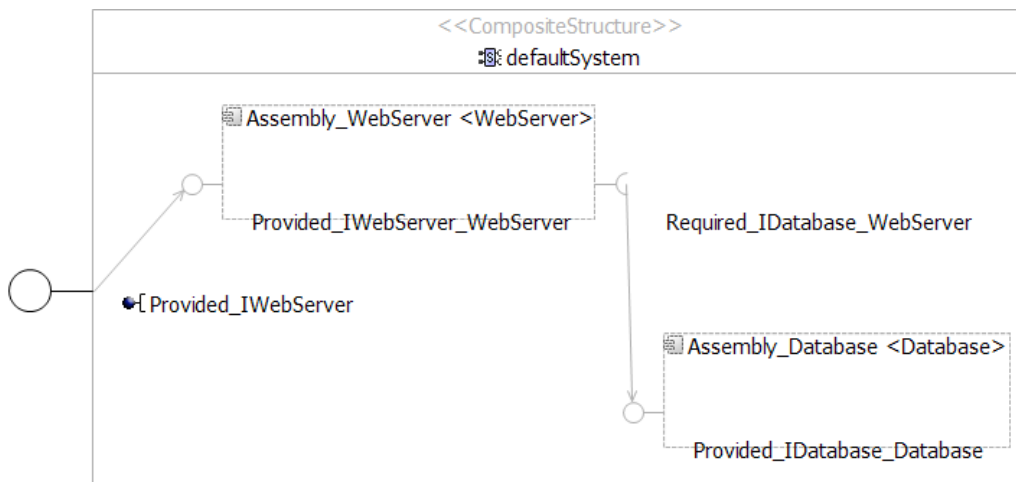 <<CompositeStructure>>
defaultSystem
Assembly_WebServer <WebServer>
Provided_IWebServer_WebServer
Required_IDatabase_WebServer
Provided_IWebServer
Assembly_Database <Database>
Provided_IDatabase_Database